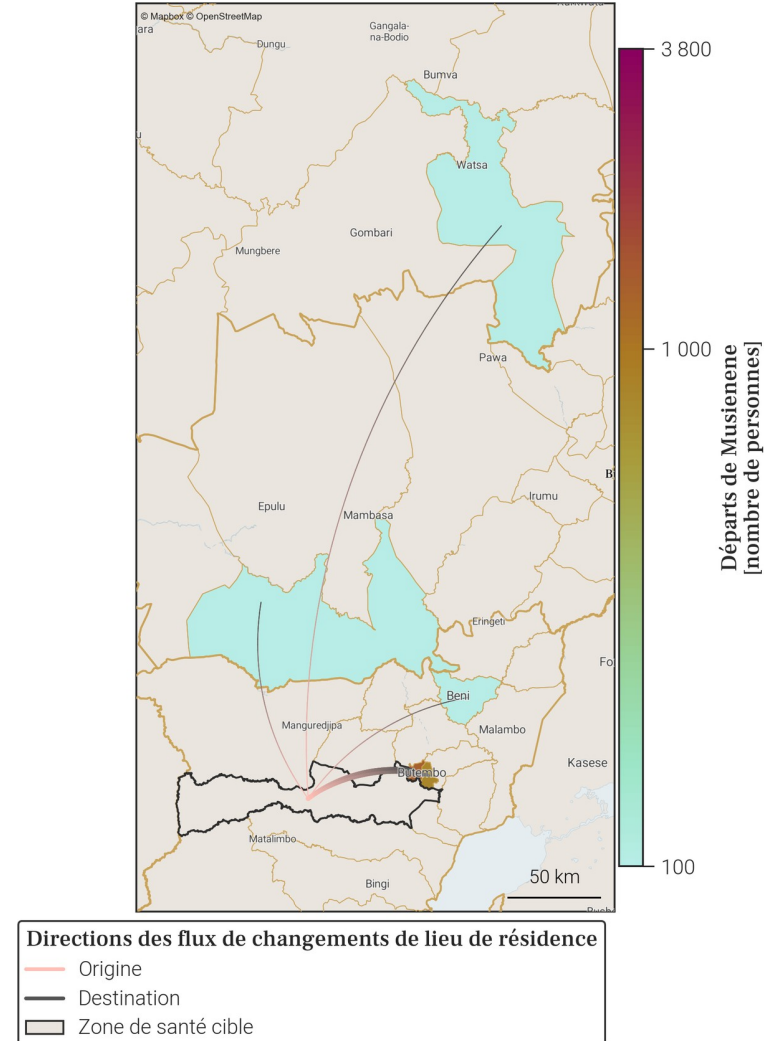 © Mapbox © OpenStreetMap
ara
Gangala-
na-Bodio
Dungu
Bumva
3 800
Watsa
Gombari
Mungbere
Pawa
1 000
Départs de Musienene
[nombre de personnes]
B
Irumu
Epulu
Mambasa
Eringeti
Fo
Beni
Manguredjipa
Malambo
Kasese
Butembo
Matalimbo
100
50 km
Bingi
Directions des flux de changements de lieu de résidence
Origine
Destination
Zone de santé cible